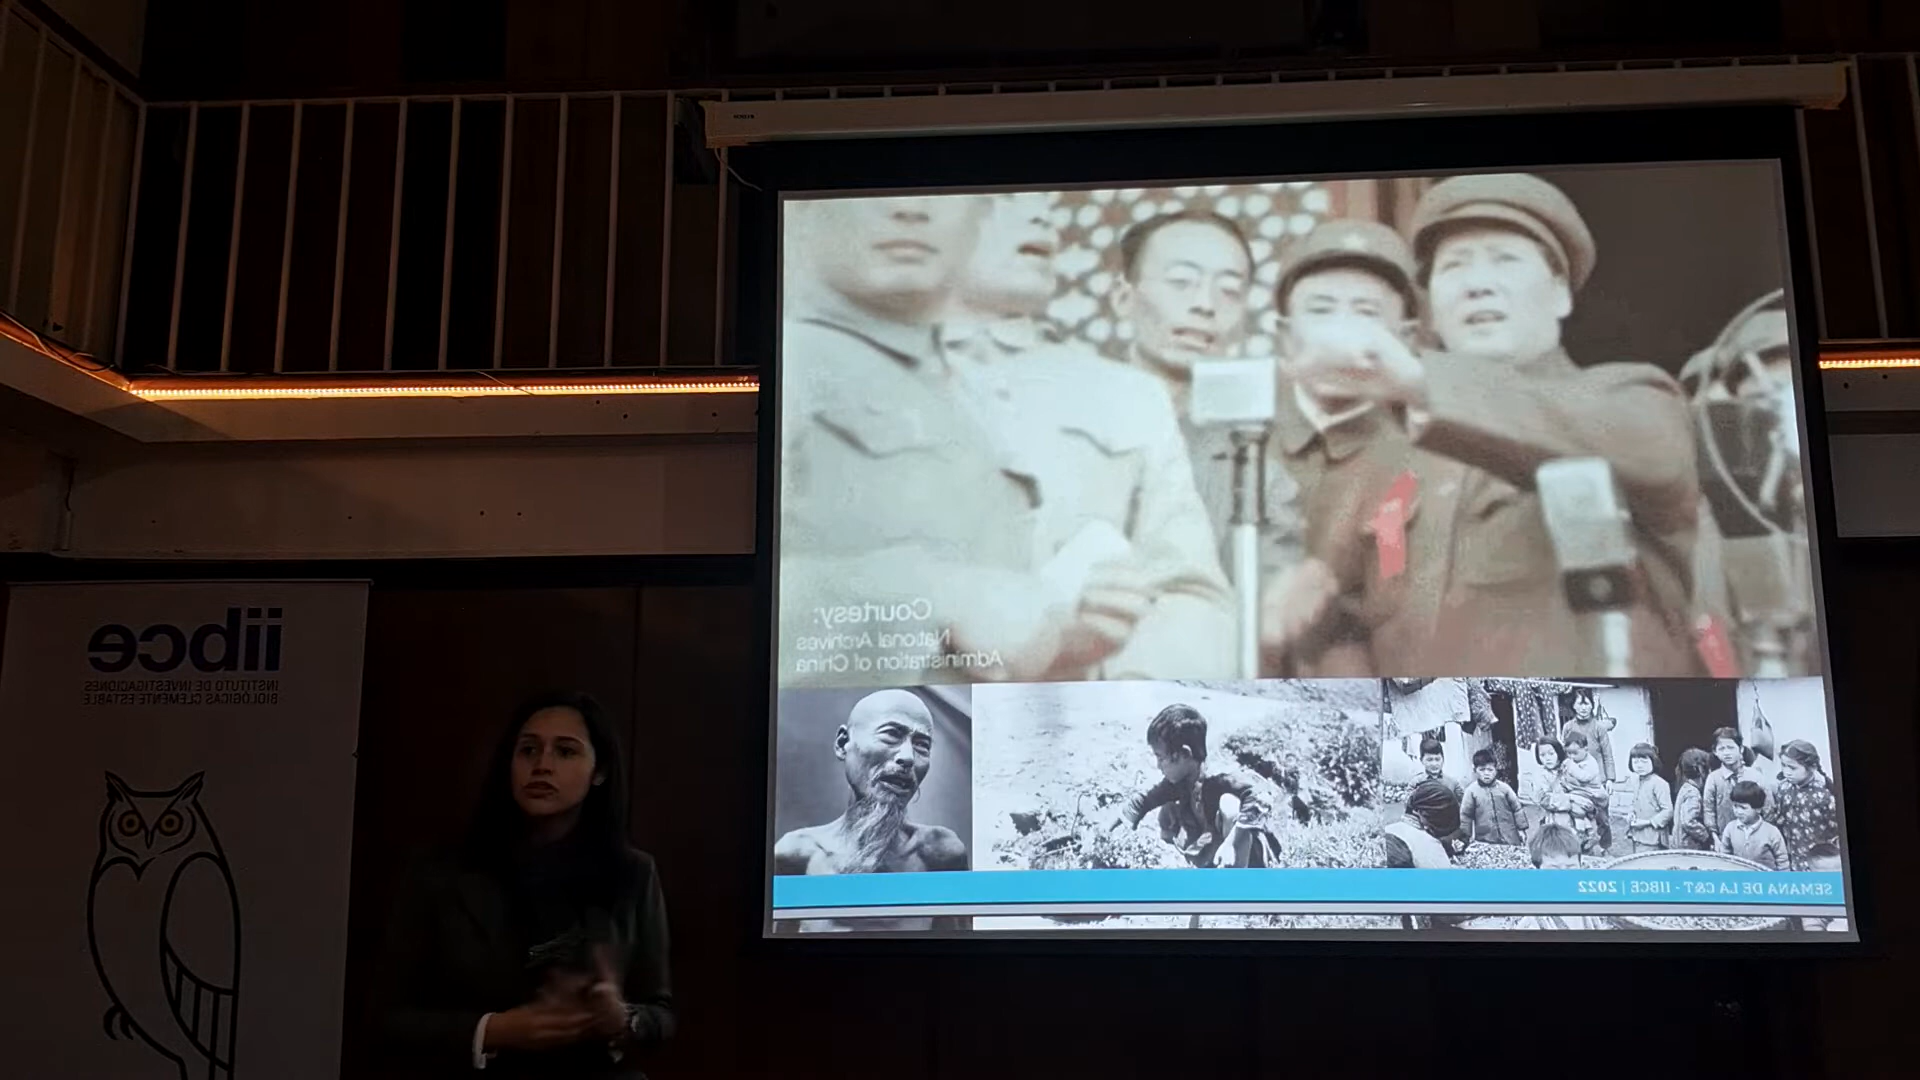 iibce
INSTITUTO DE INVESTIGACIONES
BIOLÓGICAS CLEMENTE ESTABLE
Courtesy:
National Archives
Administration of China
SEMANA DE LA C&T - IIBCE | 2022